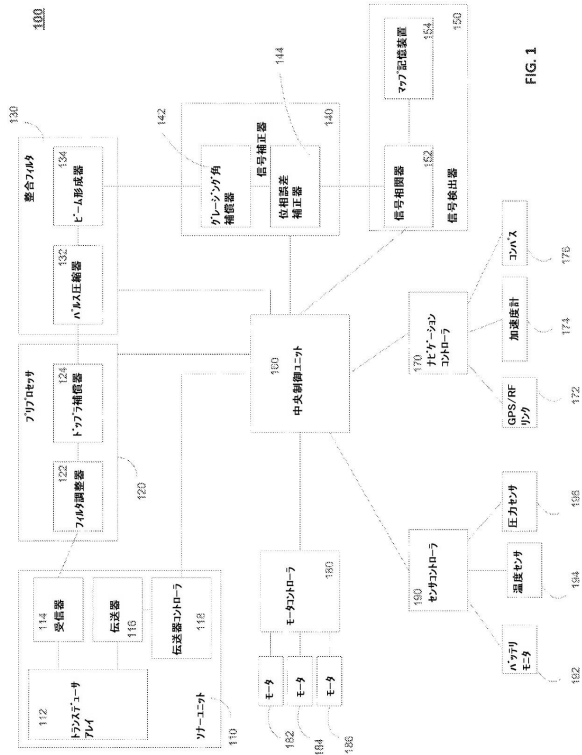 100
ソナーユニット
110
112
トランスデューサ
アレイ
114
受信器
伝送器
116
伝送器コントローラ
118
プリプロセッサ
120
122
フィルタ調整器
124
ドップラ補償器
整合フィルタ
130
132
パルス圧縮器
134
ビーム形成器
142
グレージング角
補償器
信号補正器
140
位相誤差
補正器
144
150
マップ記憶装置
154
信号相関器
152
信号検出器
160
中央制御ユニット
170
ナビゲーション
コントローラ
GPS/RF
リンク
172
加速度計
174
コンパス
176
モータコントローラ
180
モータ
182
モータ
184
モータ
186
190
センサコントローラ
バッテリ
モニタ
192
温度センサ
194
圧力センサ
196
FIG. 1